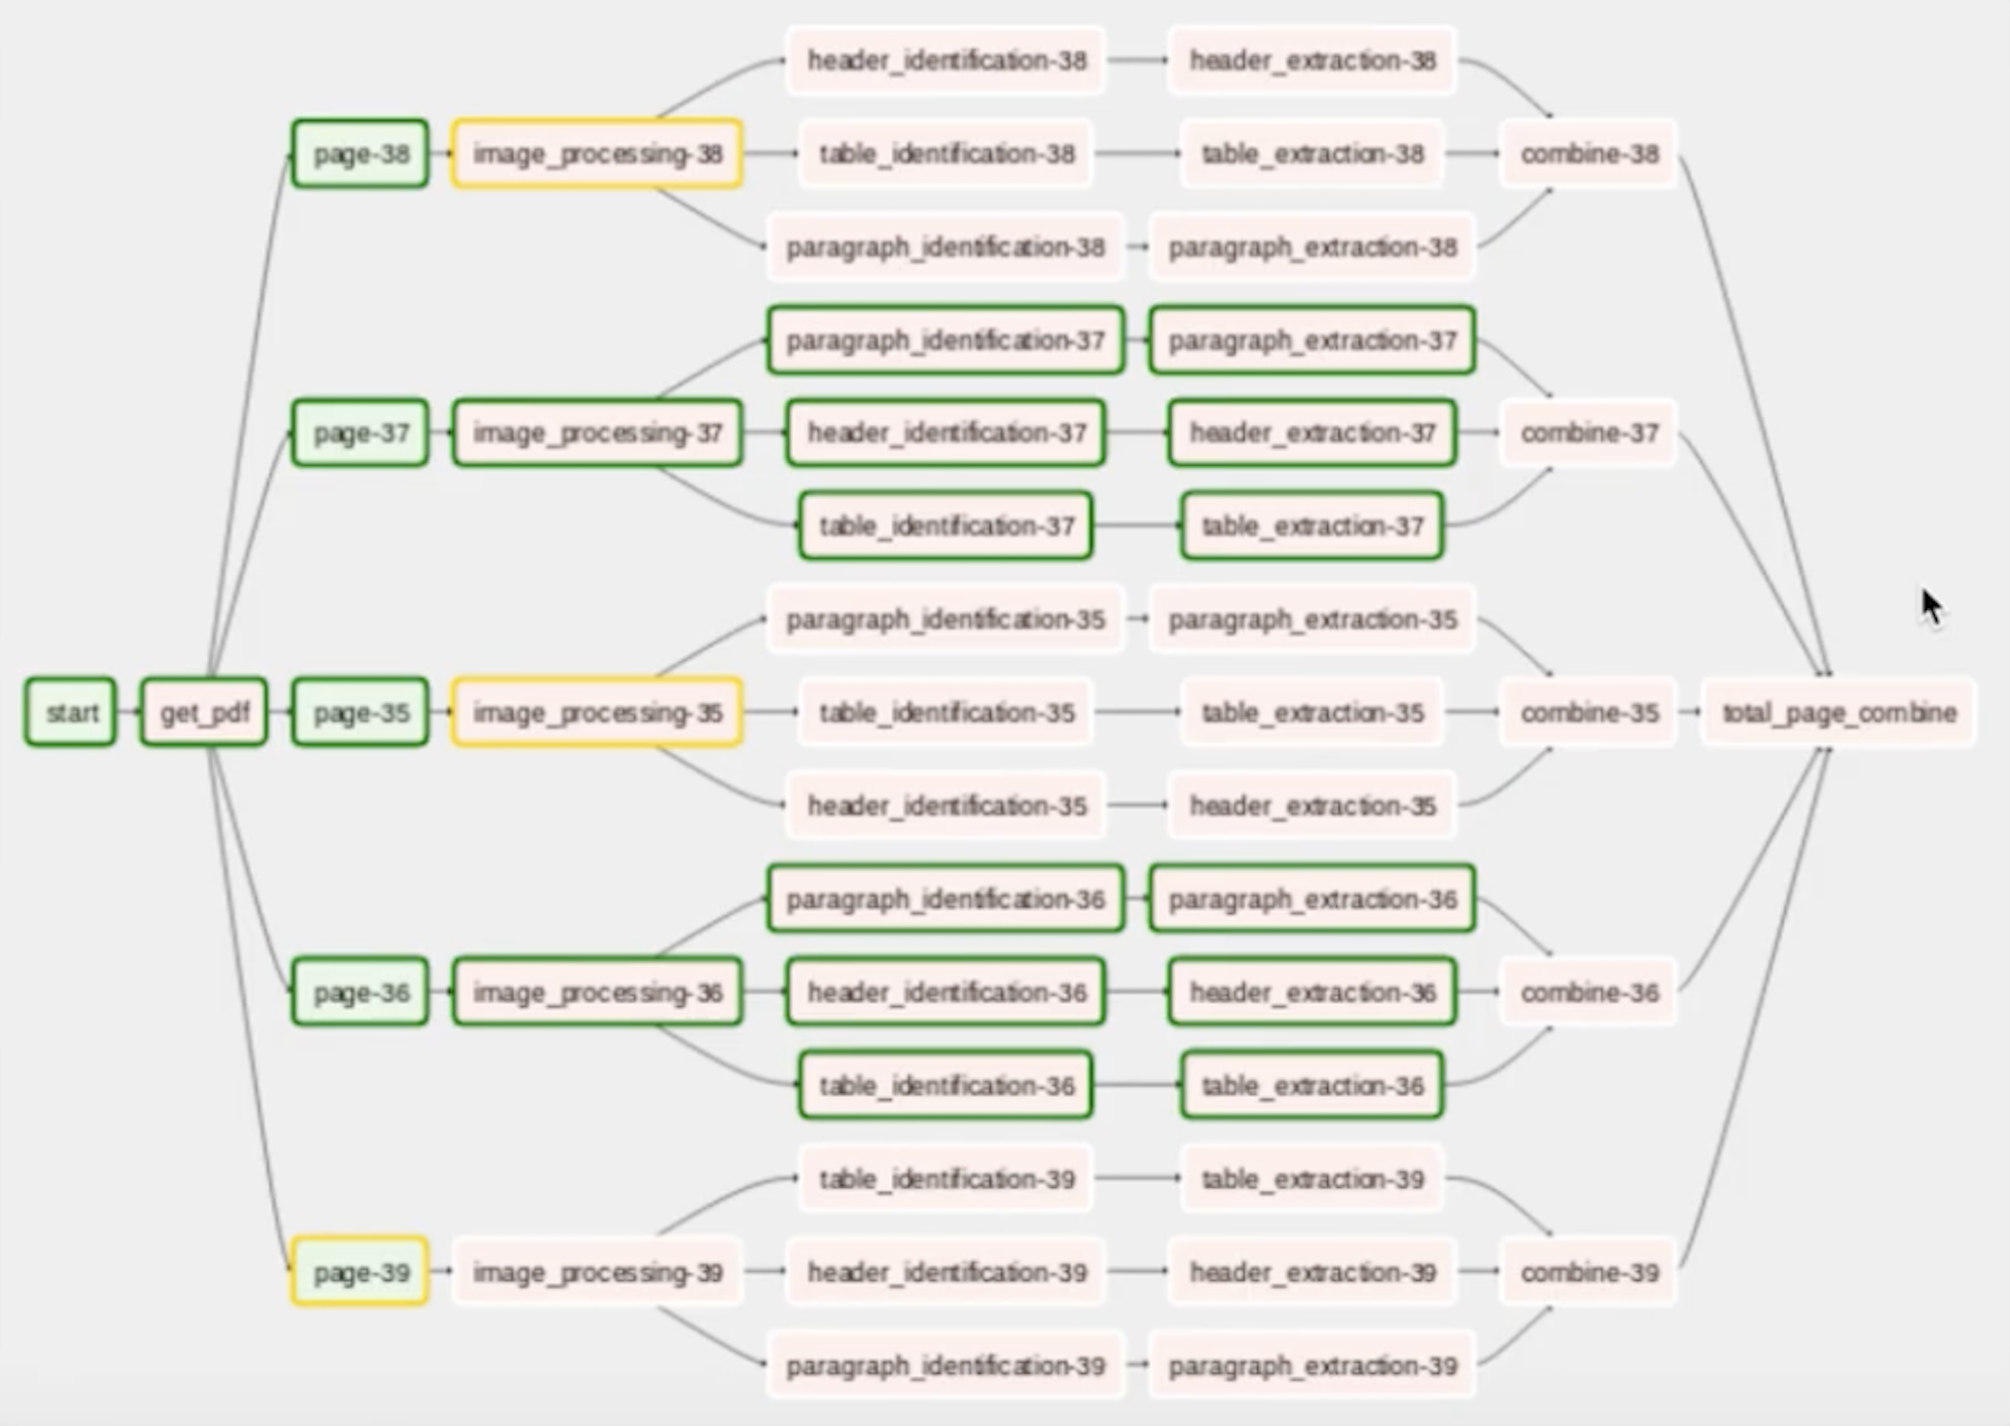 header_identification-38
header_extraction-38
page-38
image_processing-38
table_identification-38
table_extraction-38
combine-38
paragraph_identification-38
paragraph_extraction-38
paragraph_identification-37
paragraph_extraction-37
page-37
image_processing-37
header_identification-37
header_extraction-37
combine-37
table_identification-37
table_extraction-37
paragraph_identification-35
paragraph_extraction-35
start
get_pdf
page-35
image_processing-35
table_identification-35
table_extraction-35
combine-35
total_page_combine
header_identification-35
header_extraction-35
paragraph_identification-36
paragraph_extraction-36
page-36
image_processing-36
header_identification-36
header_extraction-36
combine-36
table_identification-36
table_extraction-36
table_identification-39
table_extraction-39
page-39
image_processing-39
header_identification-39
header_extraction-39
combine-39
paragraph_identification-39
paragraph_extraction-39